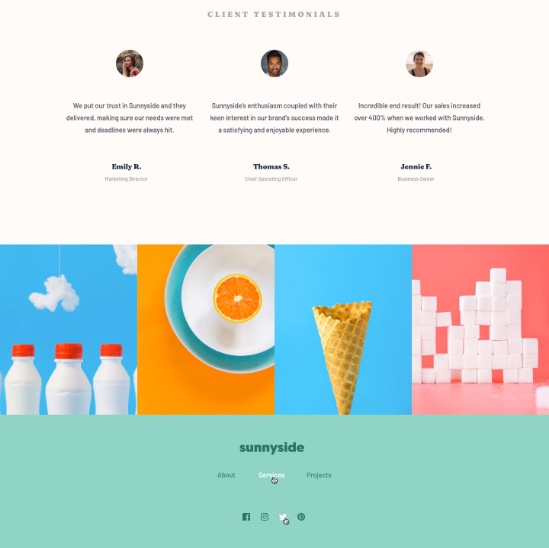 CLIENT TESTIMONIALS
We put our trust in Sunnyside and they
delivered, making sure our needs were met
and deadlines were always hit.
Sunnyside's enthusiasm coupled with their
keen interest in our brand's success made it
a satisfying and enjoyable experience.
Incredible end result! Our sales increased
over 400% when we worked with Sunnyside.
Highly recommended!
Emily R.
Thomas S.
Jennie F.
Marketing Director
Chief Operating Officer
Business Owner
sunnyside
About Services Projects